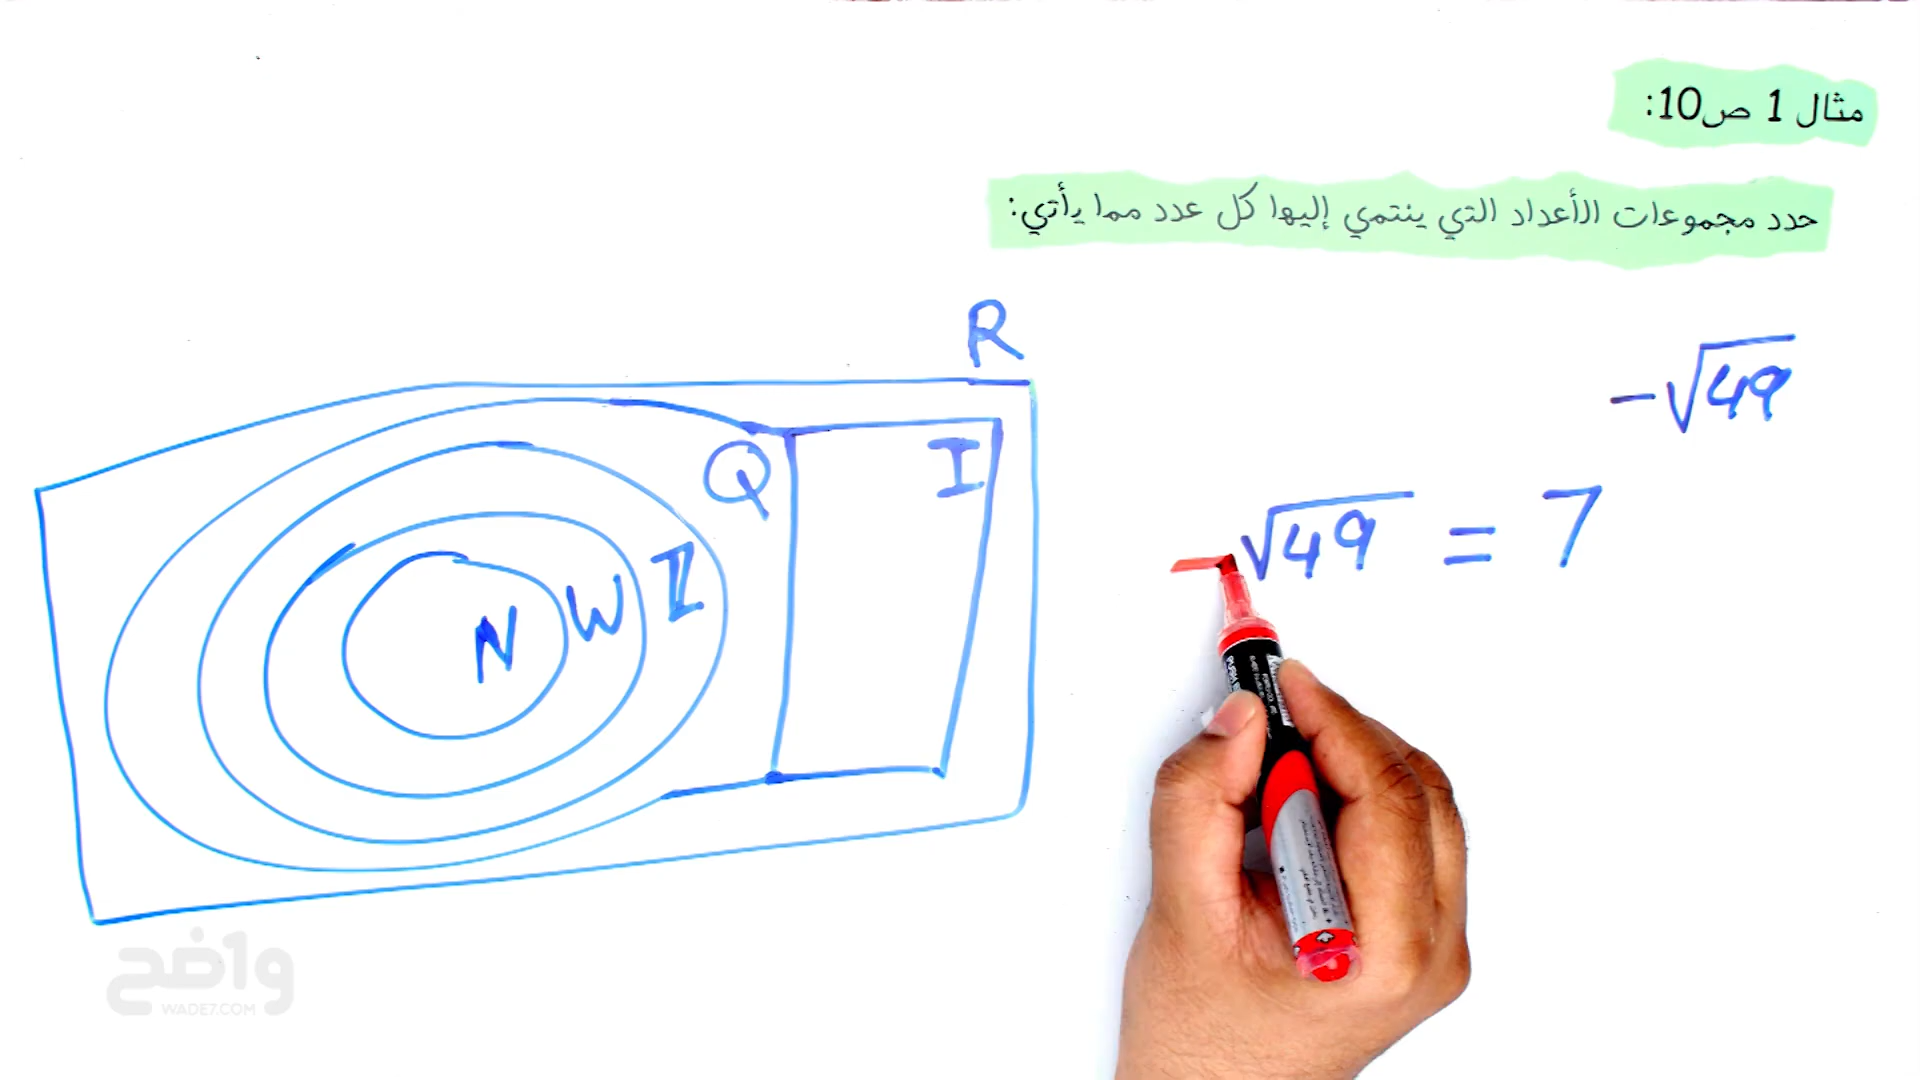 مثال 1 ص10:
حدد مجموعات الأعداد التي ينتمي إليها كل عدد مما يأتي:
R
-√49
Q
I
- √49 = 7
N
W
Z
واضح
WADE7.COM